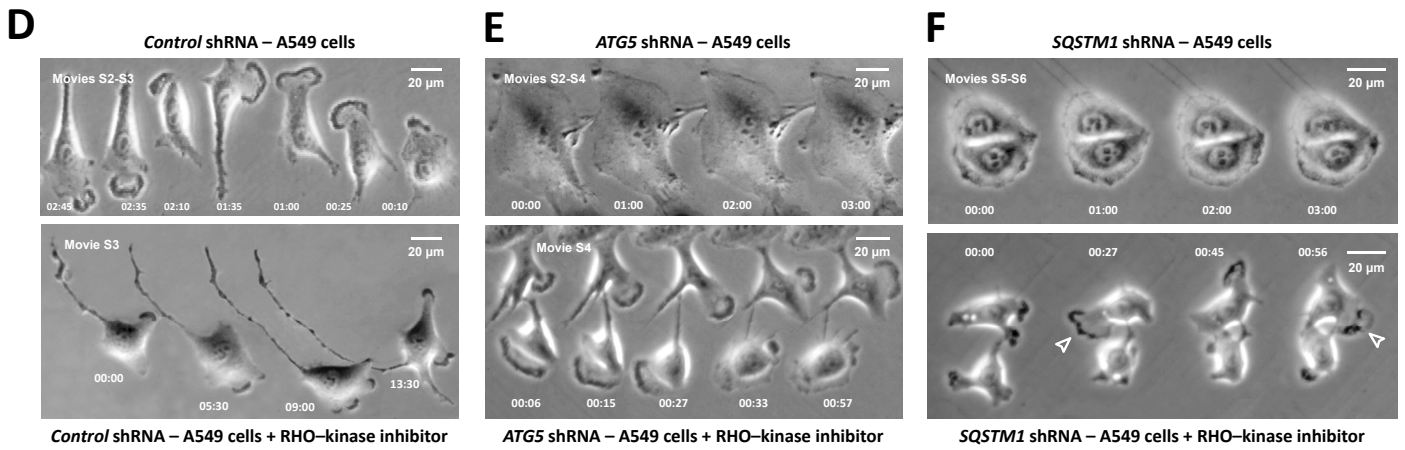 D
Control shRNA – A549 cells
Movies S2-S3
20 µm
02:45 02:35 02:10 01:35 01:00 00:25 00:10
Movie S3
20 µm
00:00
05:30
09:00
13:30
Control shRNA – A549 cells + RHO–kinase inhibitor
E
ATG5 shRNA – A549 cells
Movies S2-S4
20 µm
00:00 01:00 02:00 03:00
Movie S4
20 µm
00:06 00:15 00:27 00:33 00:57
ATG5 shRNA – A549 cells + RHO–kinase inhibitor
F
SQSTM1 shRNA – A549 cells
Movies S5-S6
20 µm
00:00 01:00 02:00 03:00
00:00 00:27 00:45 00:56
20 µm
SQSTM1 shRNA – A549 cells + RHO–kinase inhibitor